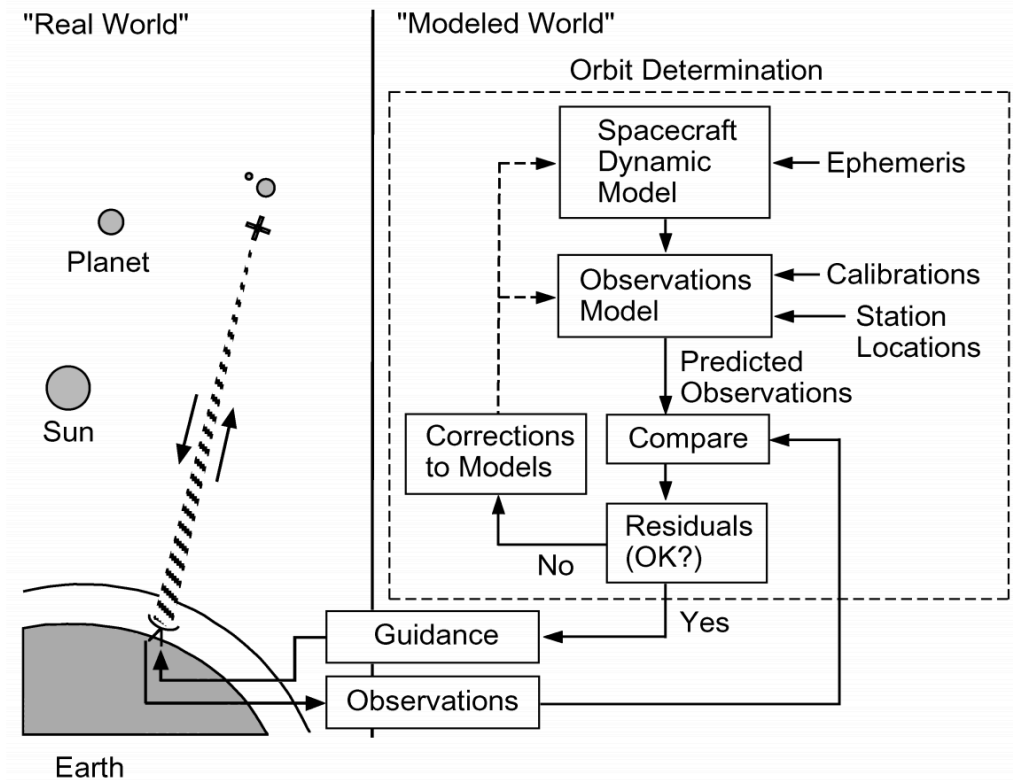 "Real World"
"Modeled World"
Orbit Determination
Spacecraft
Dynamic
Model
Ephemeris
Planet
Observations
Model
Calibrations
Station
Locations
Predicted
Observations
Sun
Corrections
to Models
Compare
Residuals
(OK?)
No
Yes
Guidance
Observations
Earth